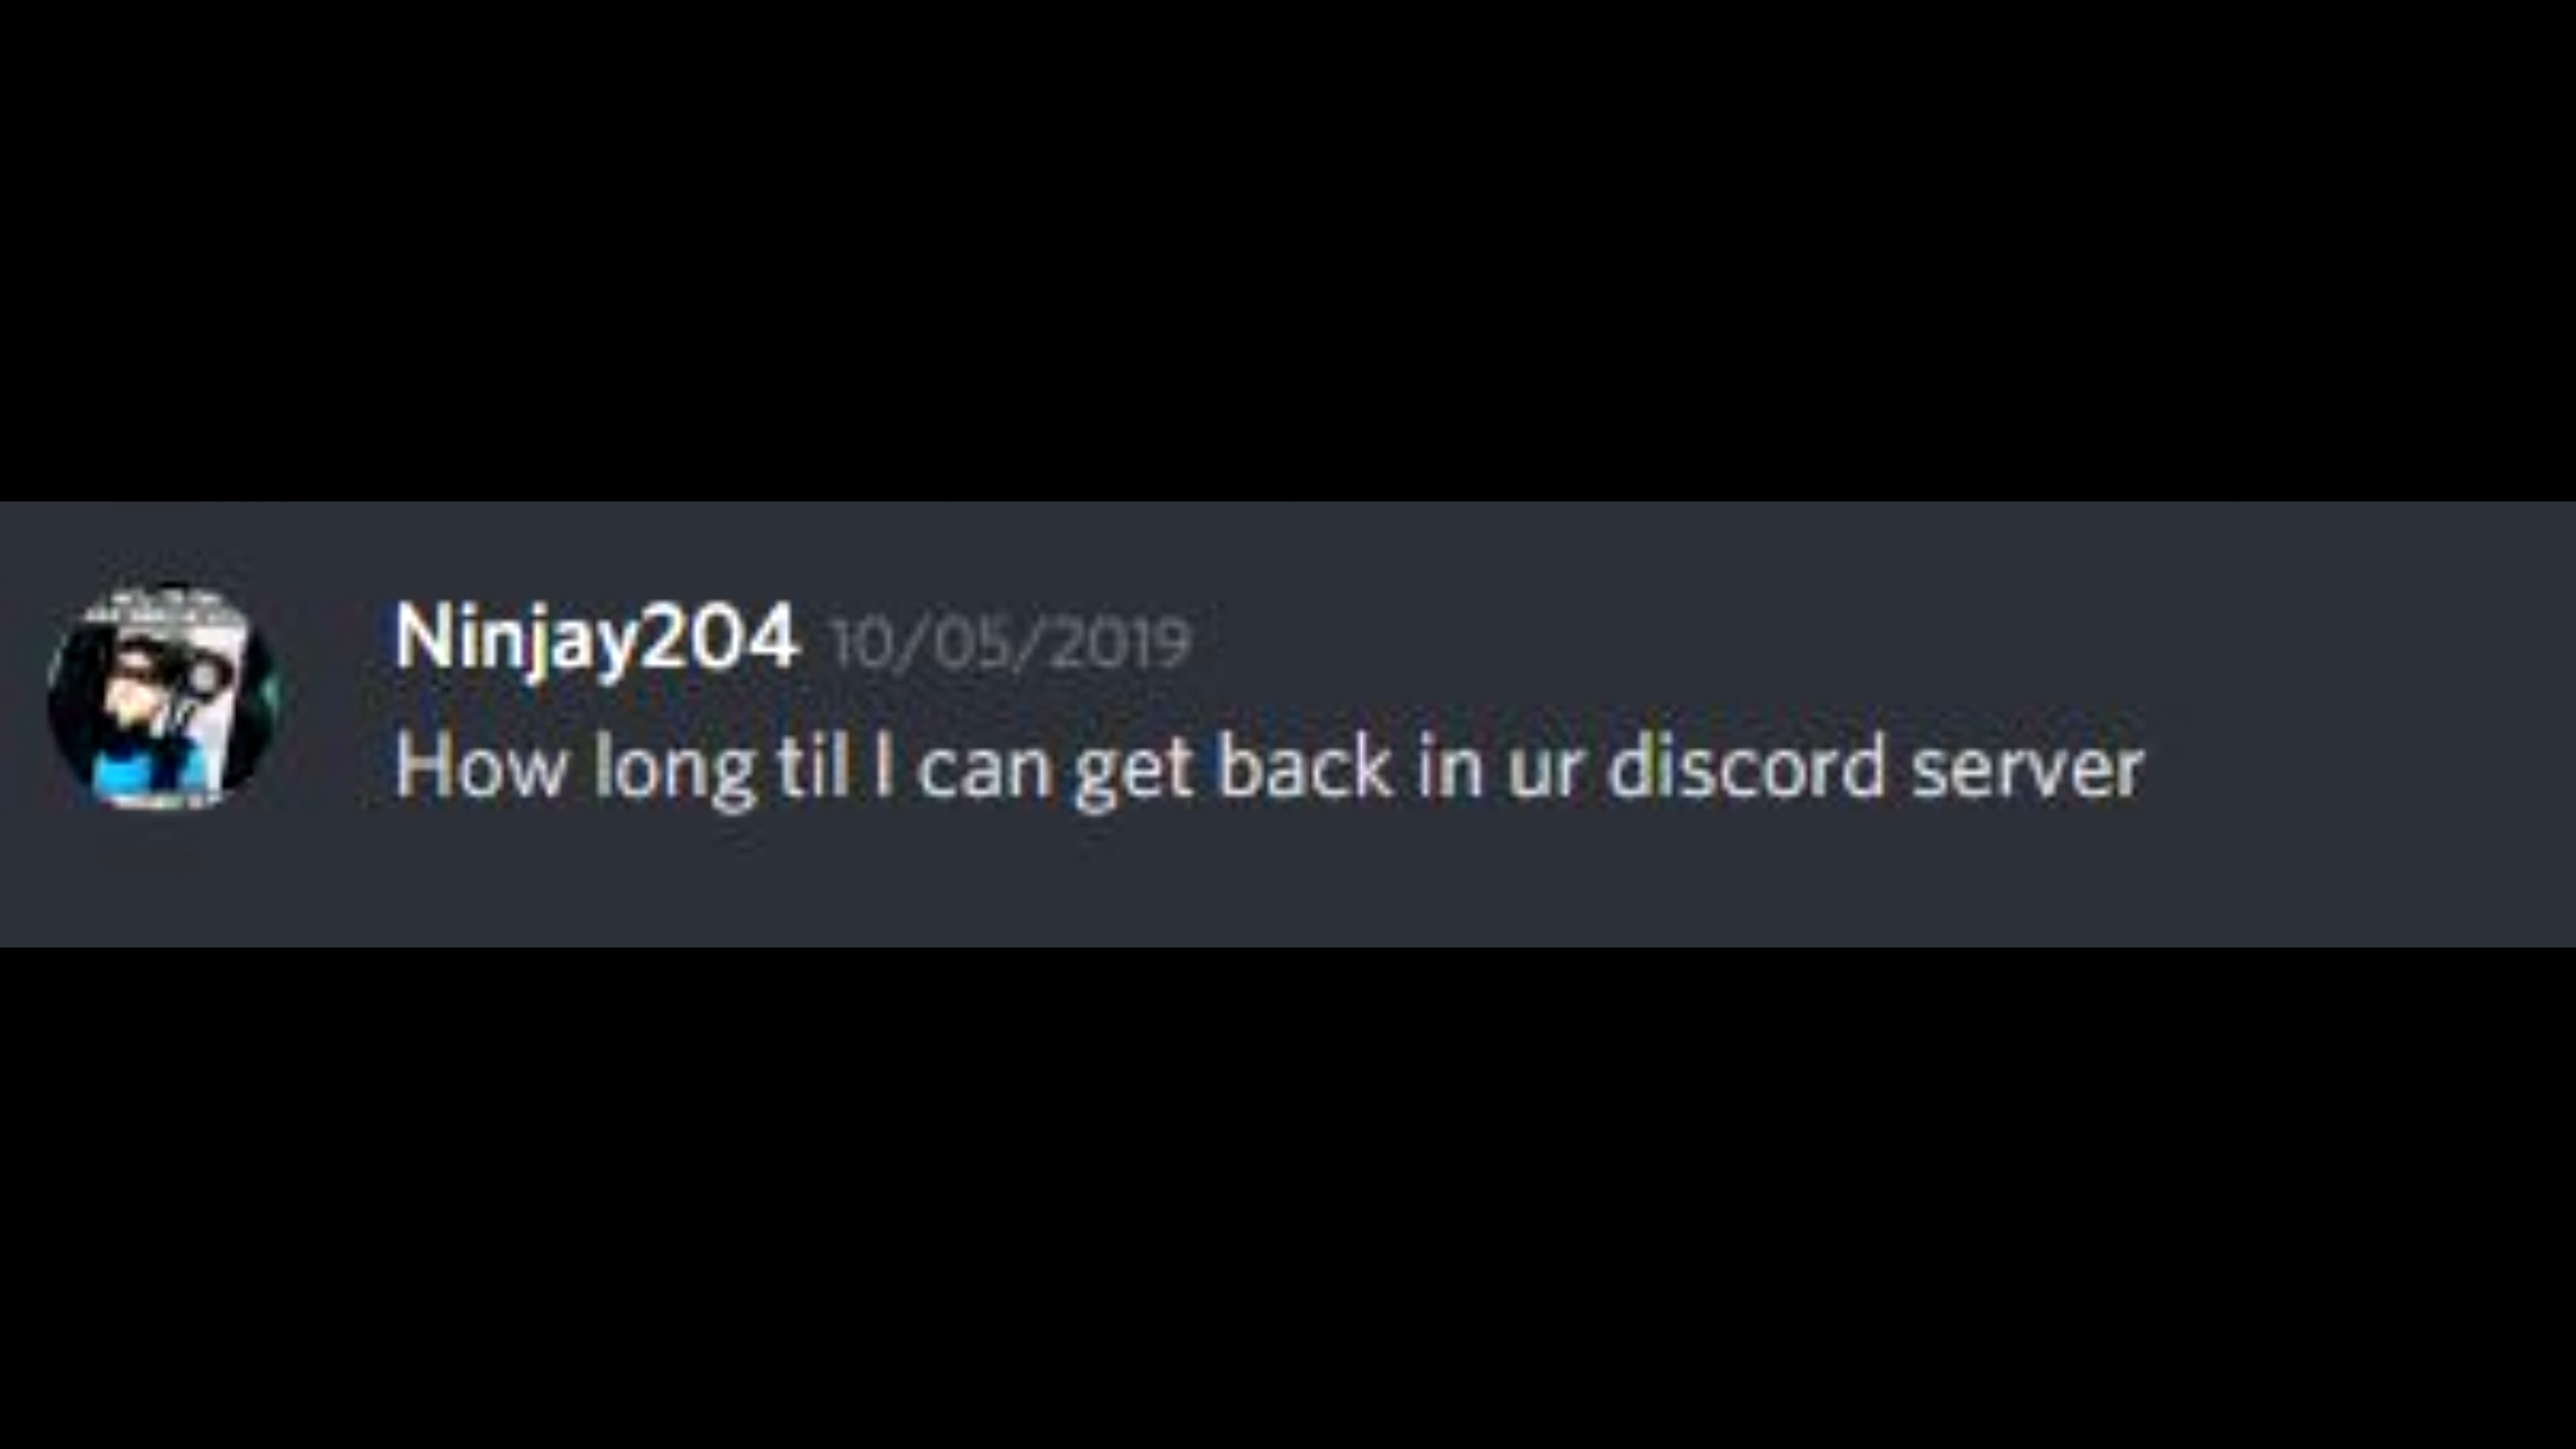 Ninjay204 10/05/2019
How long til I can get back in ur discord server